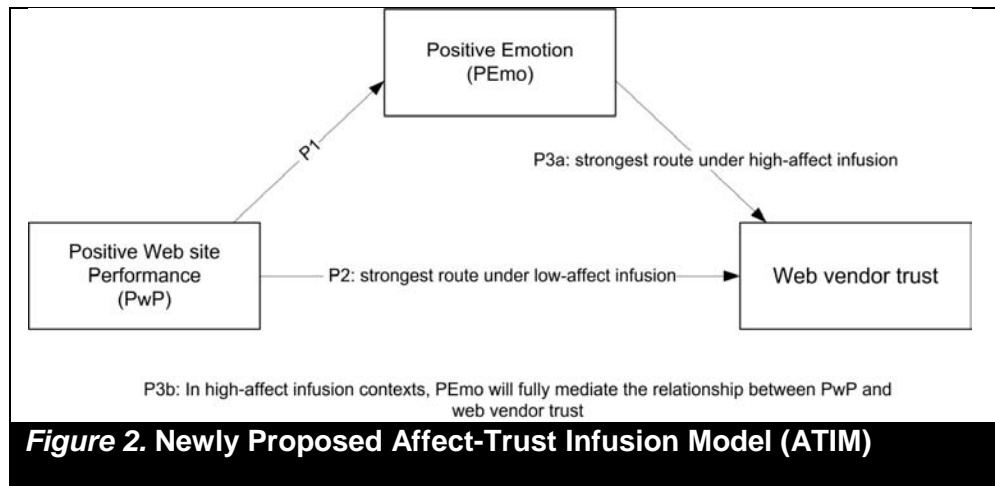 Positive Emotion
(PEmo)
P1
P3a: strongest route under high-affect infusion
Positive Web site
Performance
(PwP)
P2: strongest route under low-affect infusion
Web vendor trust
P3b: In high-affect infusion contexts, PEmo will fully mediate the relationship between PwP and
web vendor trust
Figure 2. Newly Proposed Affect-Trust Infusion Model (ATIM)